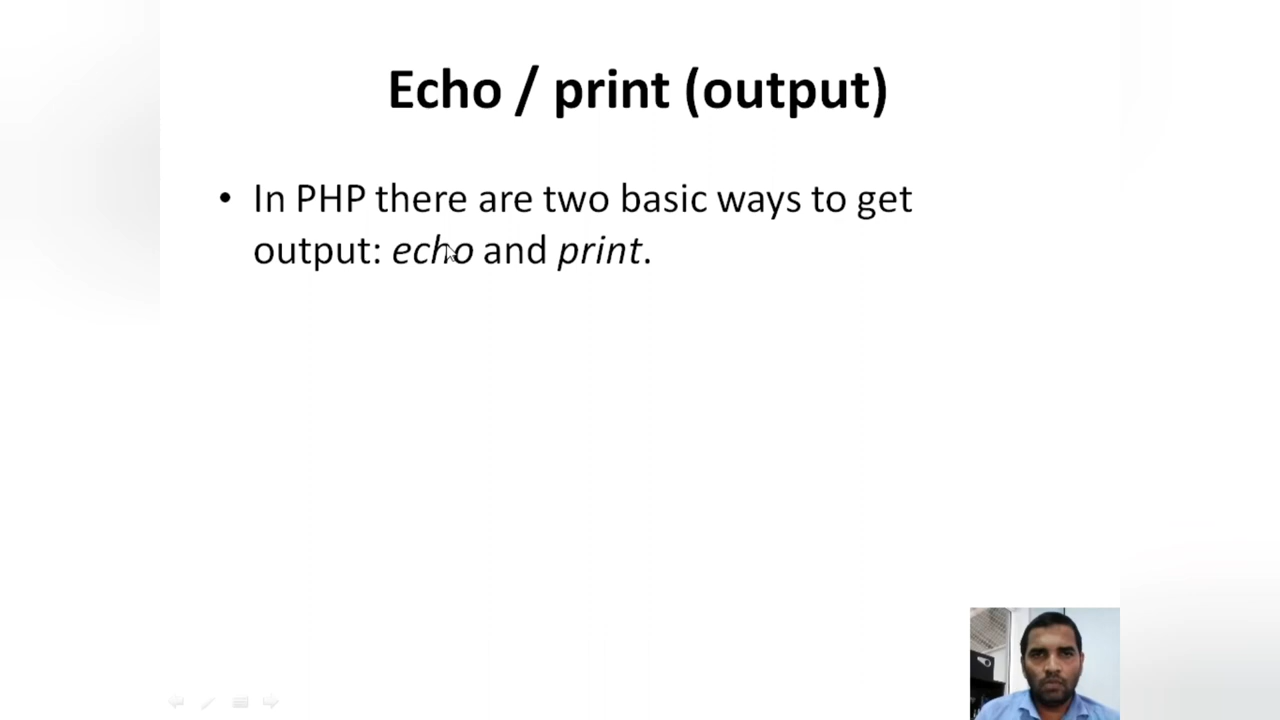 Echo / print (output)
• In PHP there are two basic ways to get
output: echo and print.